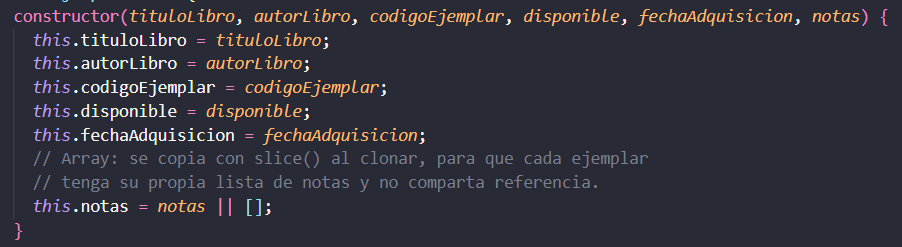 constructor(tituloLibro, autorLibro, codigoEjemplar, disponible, fechaAdquisicion, notas) {
this.tituloLibro = tituloLibro;
this.autorLibro = autorLibro;
this.codigoEjemplar = codigoEjemplar;
this.disponible = disponible;
this.fechaAdquisicion = fechaAdquisicion;
// Array: se copia con slice() al clonar, para que cada ejemplar
// tenga su propia lista de notas y no comparta referencia.
this.notas = notas || [];
}